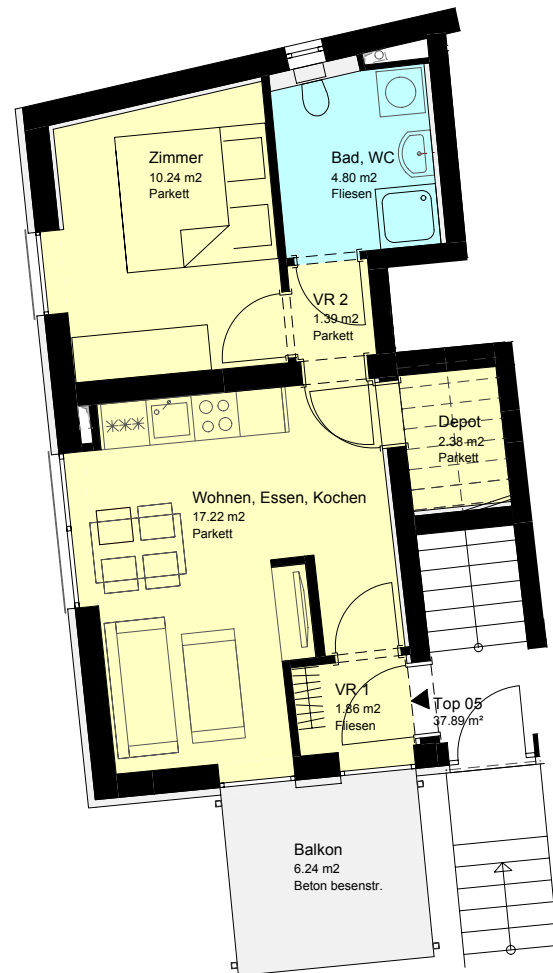 Zimmer
10.24 m2
Parkett
Bad, WC
4.80 m2
Fliesen
VR 2
1.39 m2
Parkett
Depot
2.38 m2
Parkett
Wohnen, Essen, Kochen
17.22 m2
Parkett
VR 1
1.86 m2
Fliesen
Top 05
37.89 m²
Balkon
6.24 m2
Beton besenstr.